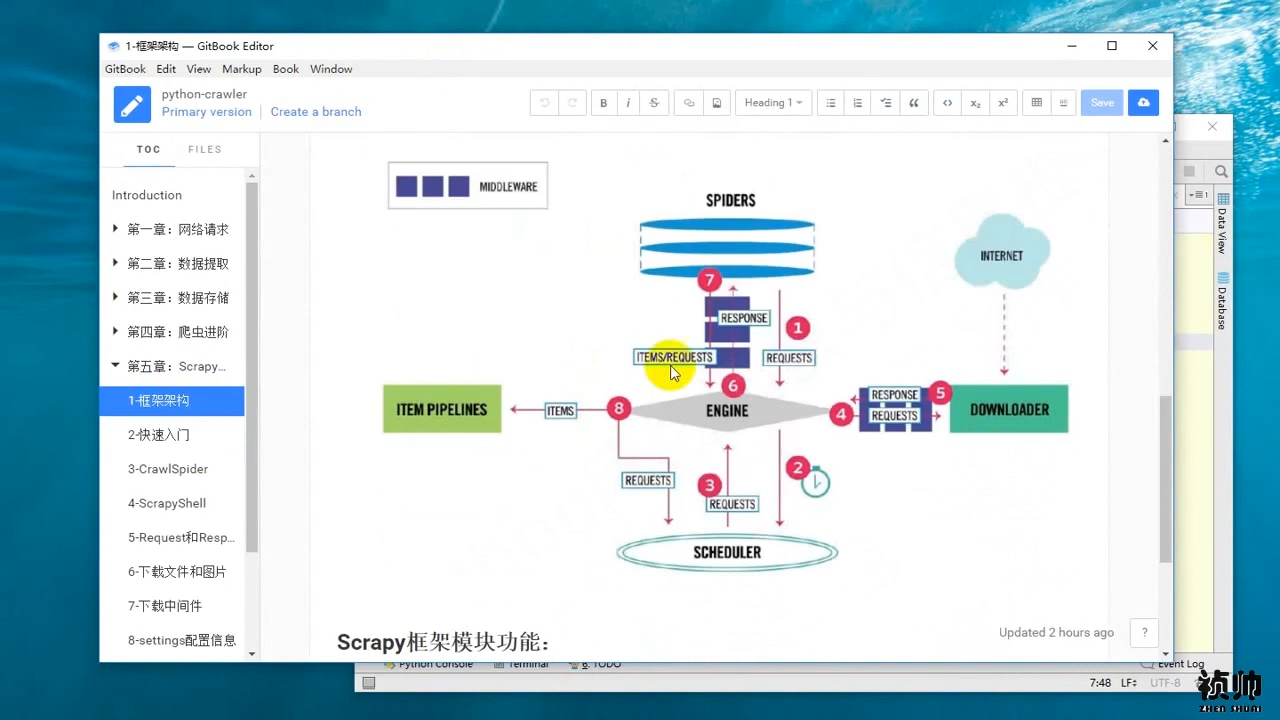 1-框架架构 — GitBook Editor
GitBook Edit View Markup Book Window
python-crawler
Primary version Create a branch
B i S Heading 1 Save
TOC FILES
Introduction
第一章：网络请求
第二章：数据提取
第三章：数据存储
第四章：爬虫进阶
第五章：Scrapy...
1-框架架构
2-快速入门
3-CrawlSpider
4-ScrapyShell
5-Request和Resp...
6-下载文件和图片
7-下载中间件
8-settings配置信息
MIDDLEWARE
SPIDERS
INTERNET
7
RESPONSE
1
ITEMS/REQUESTS
REQUESTS
6
ITEM PIPELINES
ITEMS
8
ENGINE
4
RESPONSE
REQUESTS
5
DOWNLOADER
REQUESTS
3
REQUESTS
2
SCHEDULER
Scrapy框架模块功能：
Updated 2 hours ago
?
Data View
Database
Python Console Terminal 6: TODO Event Log
7:48 LF UTF-8
祯帅
ZHEN SHUAI